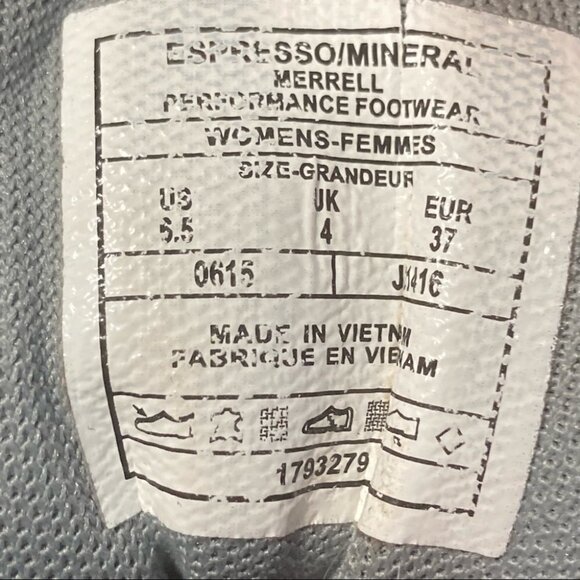 ESPRESSO/MINERAL
MERRELL
PERFORMANCE FOOTWEAR
WOMENS-FEMMES
SIZE-GRANDEUR
US UK EUR
6.5 4 37
0615
MADE IN VIETNAM
FABRIQUE EN VIETNAM
1793279